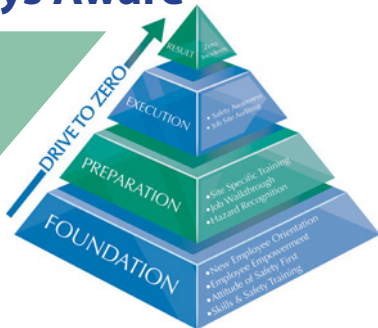 ys Aware
DRIVE TO ZERO
RESULT
Zero
Incidents
EXECUTION
• Safety Awareness
• Job Site Auditing
PREPARATION
• Site Specific Training
• Job Walkthrough
• Hazard Recognition
FOUNDATION
• New Employee Orientation
• Employee Empowerment
• Attitude of Safety First
• Skills & Safety Training